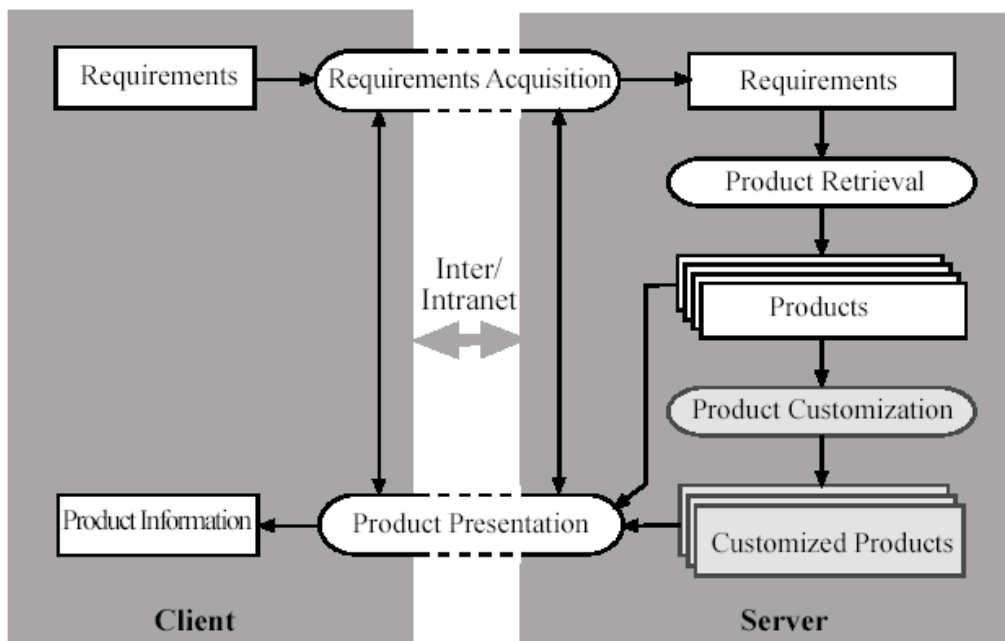 Requirements
Requirements Acquisition
Requirements
Product Retrieval
Inter/
Intranet
Products
Product Customization
Product Information
Product Presentation
Customized Products
Client
Server